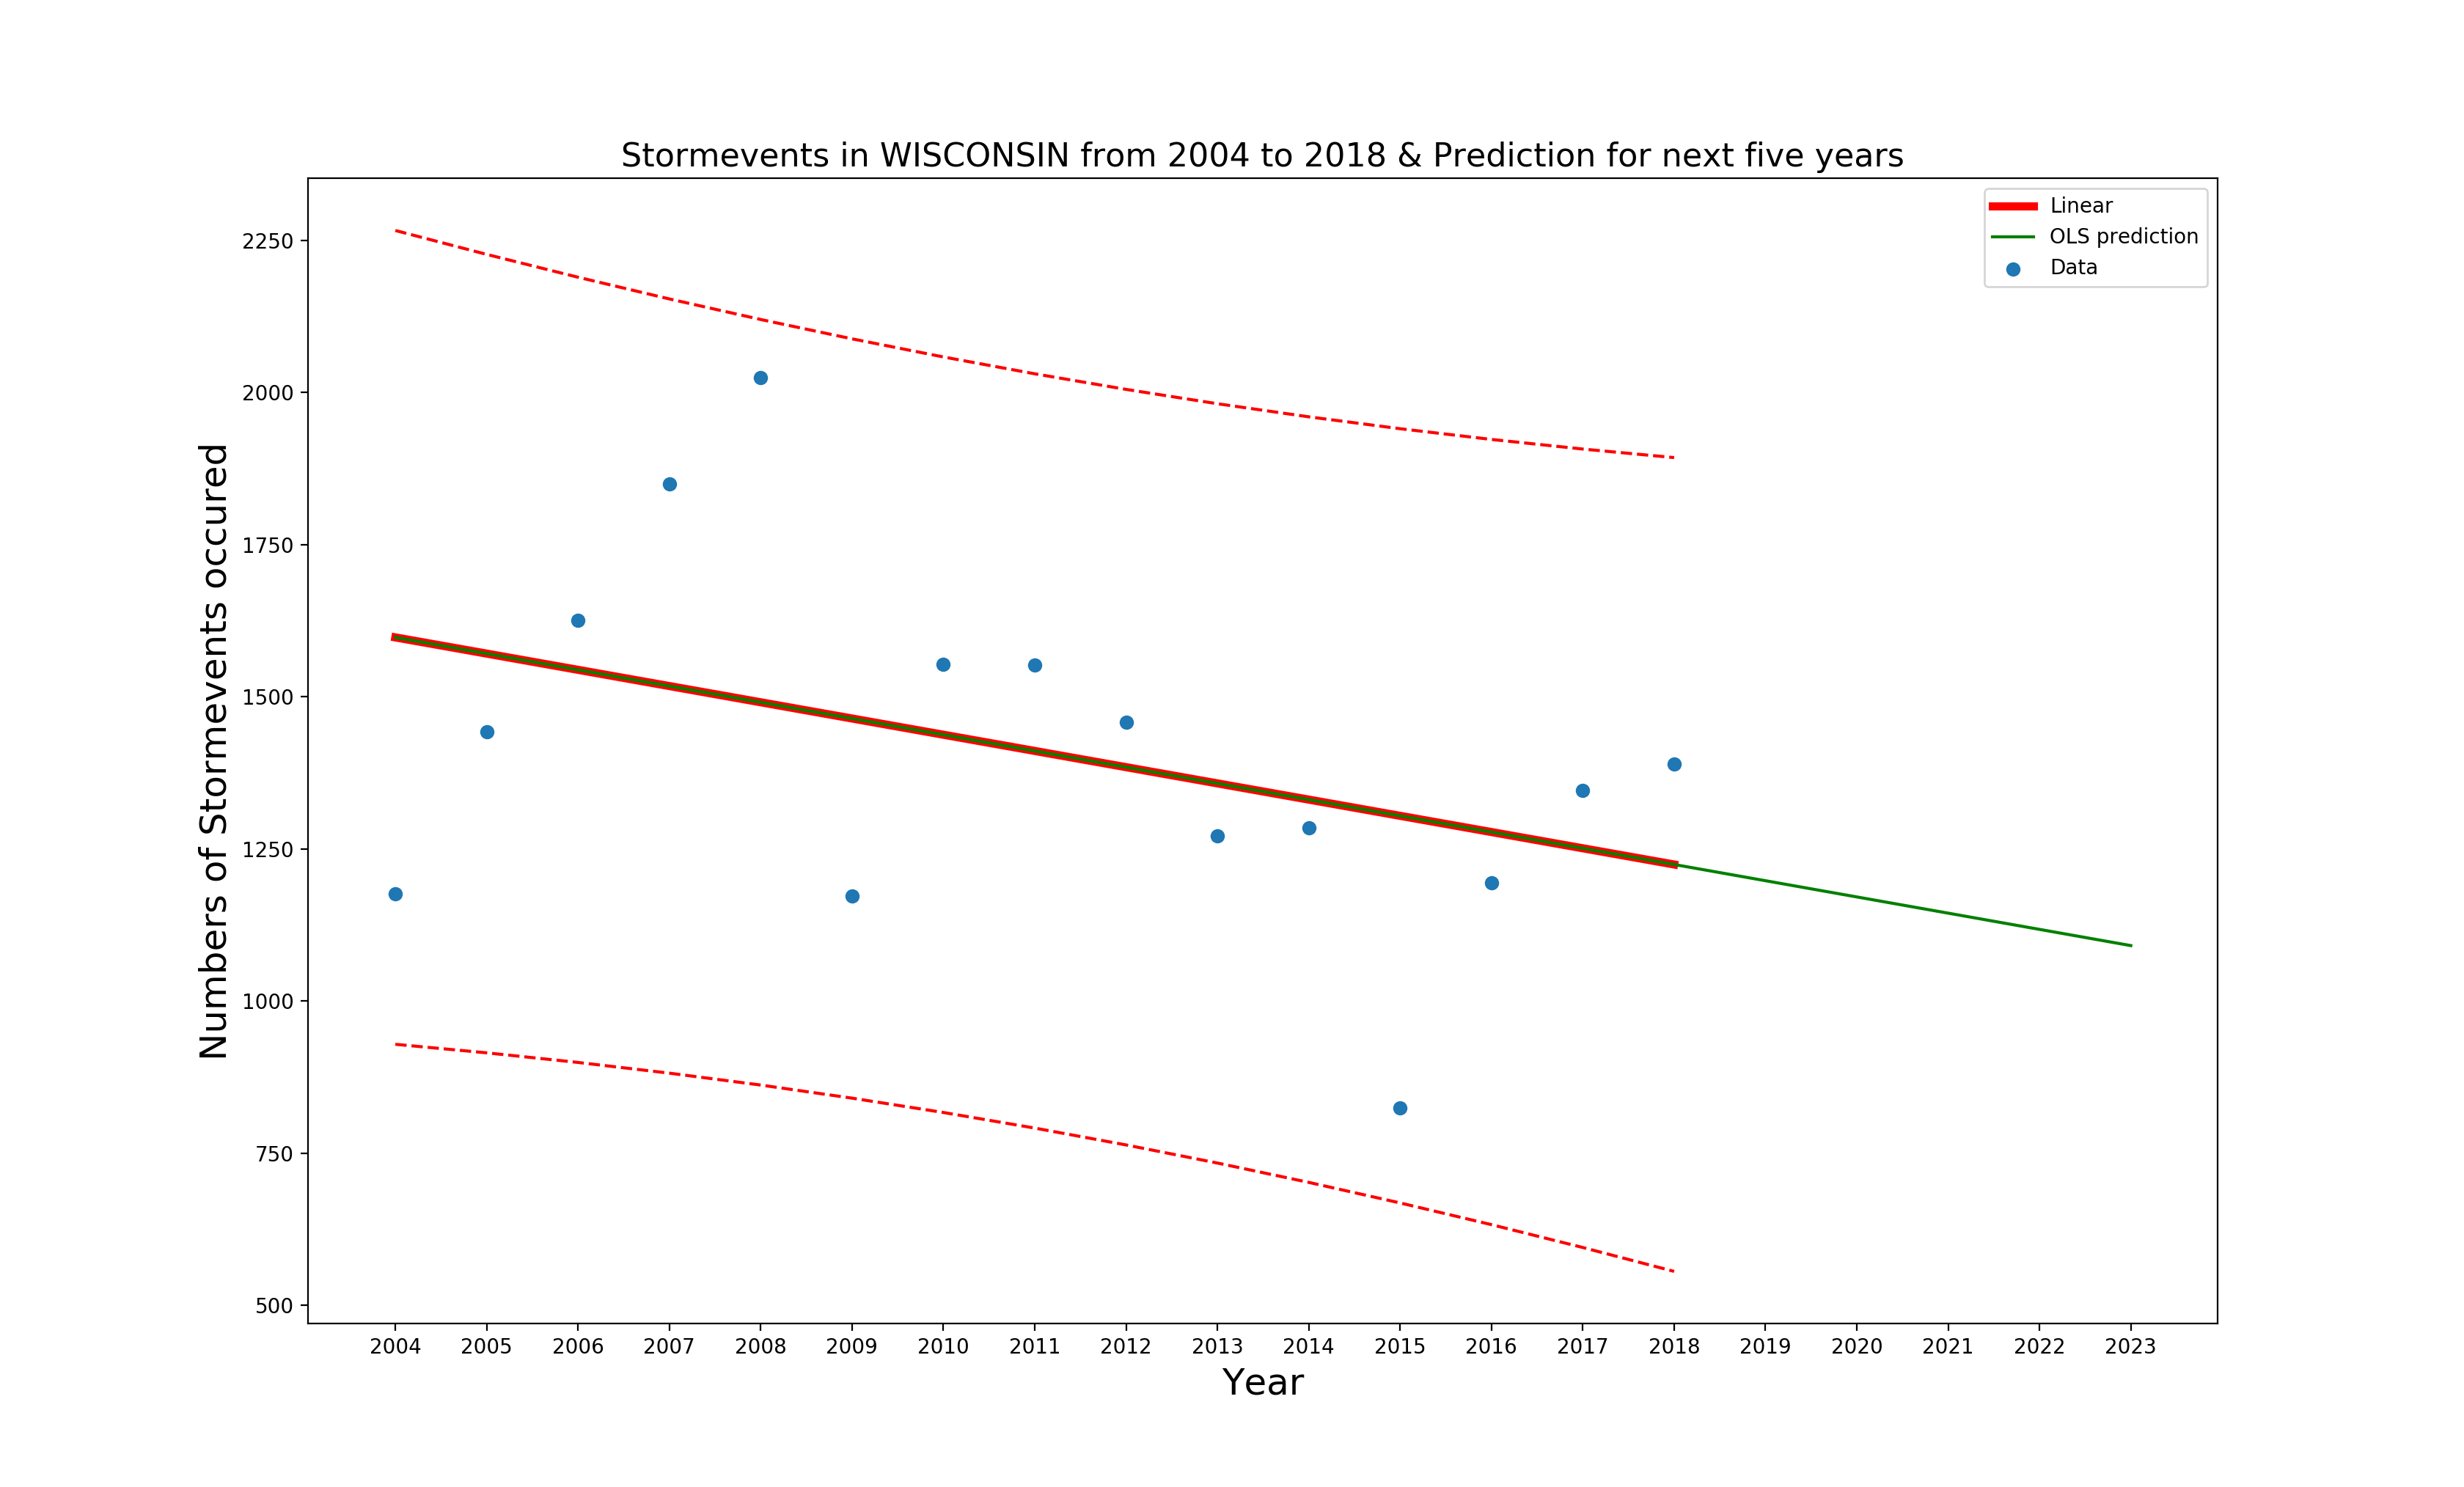 Stormevents in WISCONSIN from 2004 to 2018 & Prediction for next five years
Linear
OLS prediction
Data
Numbers of Stormevents occured
2250
2000
1750
1500
1250
1000
750
500
2004 2005 2006 2007 2008 2009 2010 2011 2012 2013 2014 2015 2016 2017 2018 2019 2020 2021 2022 2023
Year